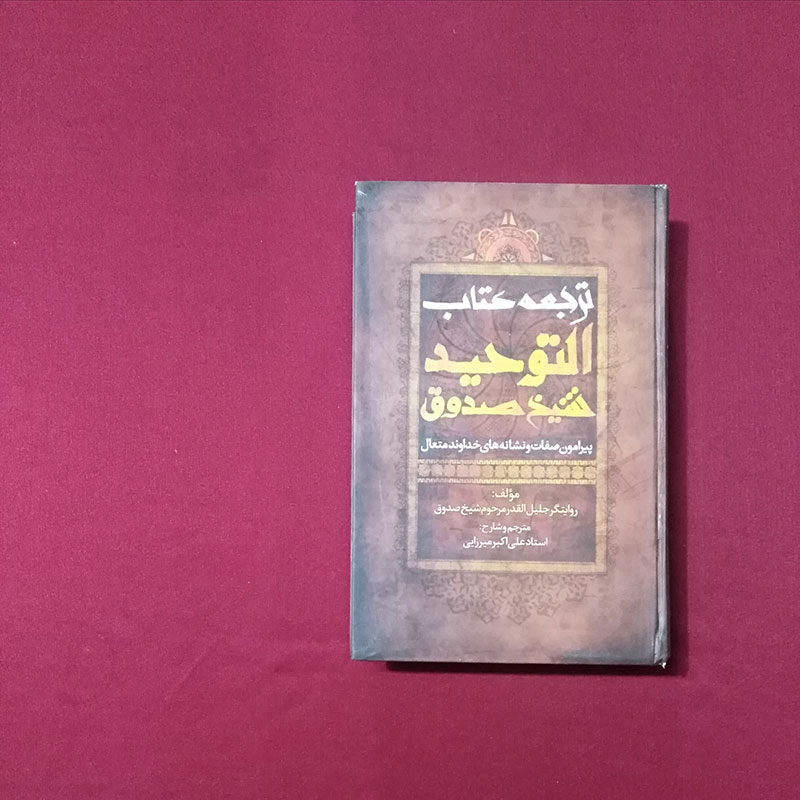 ترجمه کتاب
التوحید
شیخ صدوق
پیرامون صفات و نشانه های خداوند متعال
مؤلف:
روایتگر جلیل القدر مرحوم شیخ صدوق
مترجم و شارح:
استاد علی اکبر میرزایی